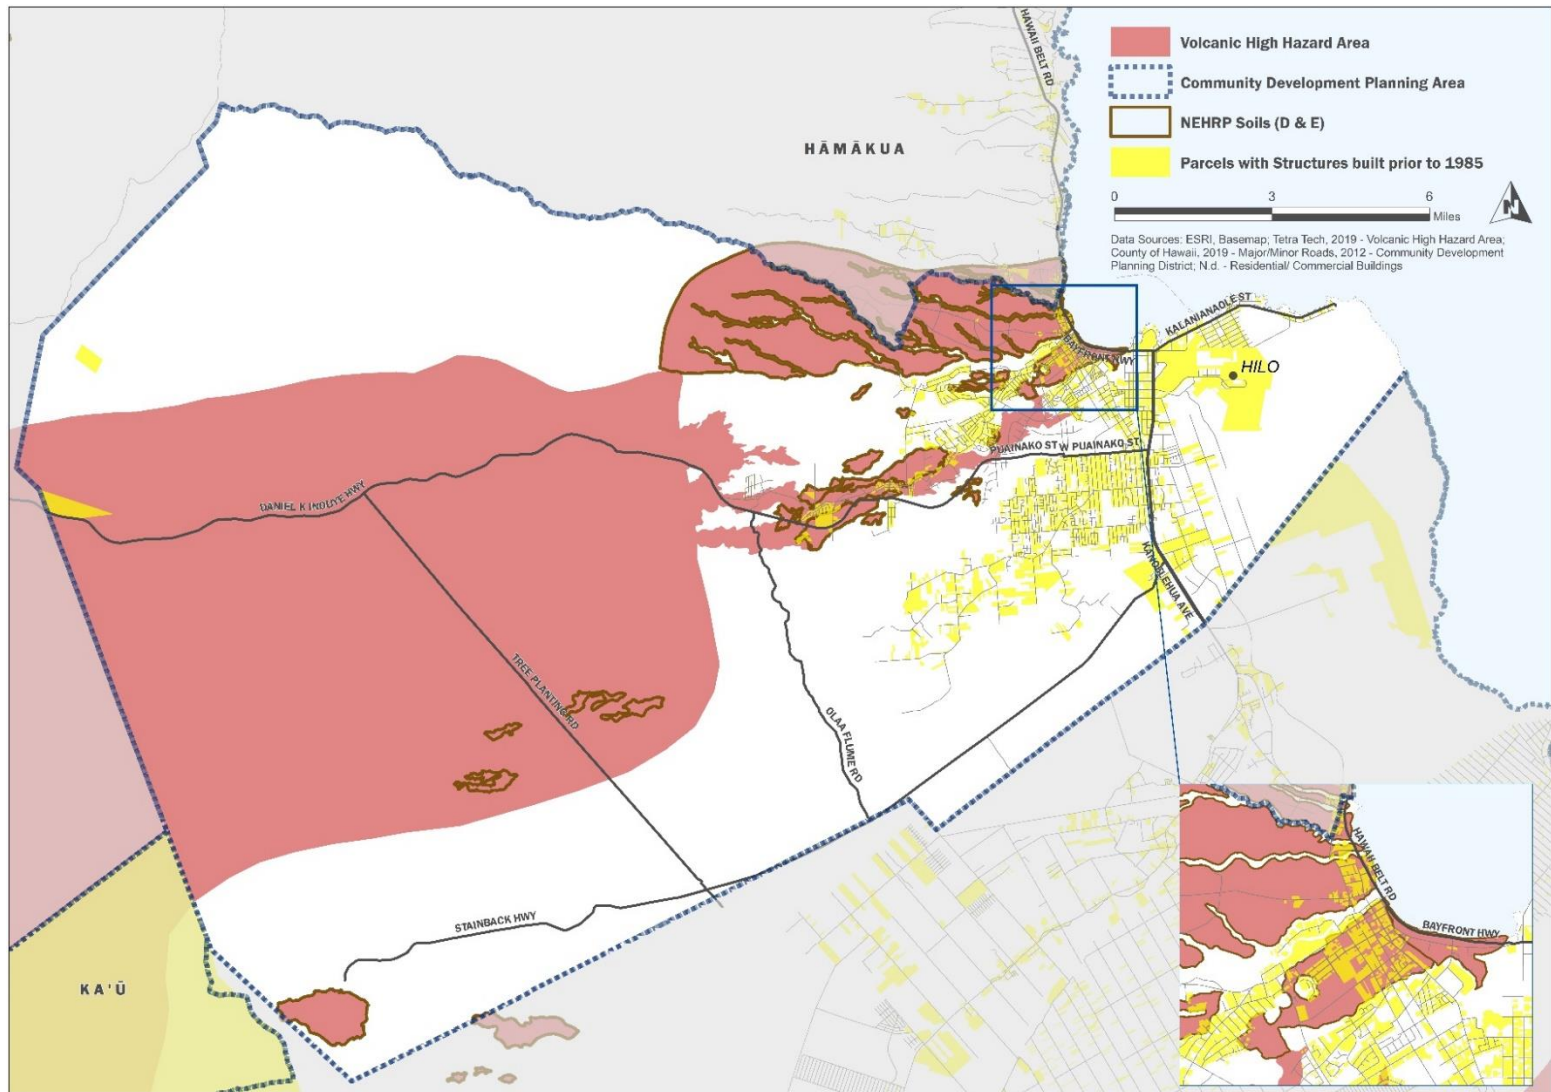 HAWAII BELT RD
Volcanic High Hazard Area
Community Development Planning Area
NEHRP Soils (D & E)
Parcels with Structures built prior to 1985
0 3 6
Miles
N
Data Sources: ESRI, Basemap; Tetra Tech, 2019 - Volcanic High Hazard Area;
County of Hawaii, 2019 - Major/Minor Roads, 2012 - Community Development
Planning District; N.d. - Residential/ Commercial Buildings
HĀMĀKUA
KALANIANAOLE ST
BAYFRONT HWY
HILO
PUAINAKO ST W PUAINAKO ST
DANIEL K INOUYE HWY
KANOELEHUA AVE
TREE PLANTING RD
OLAA FLUME RD
STAINBACK HWY
KA'Ū
HAWAII BELT RD
BAYFRONT HWY